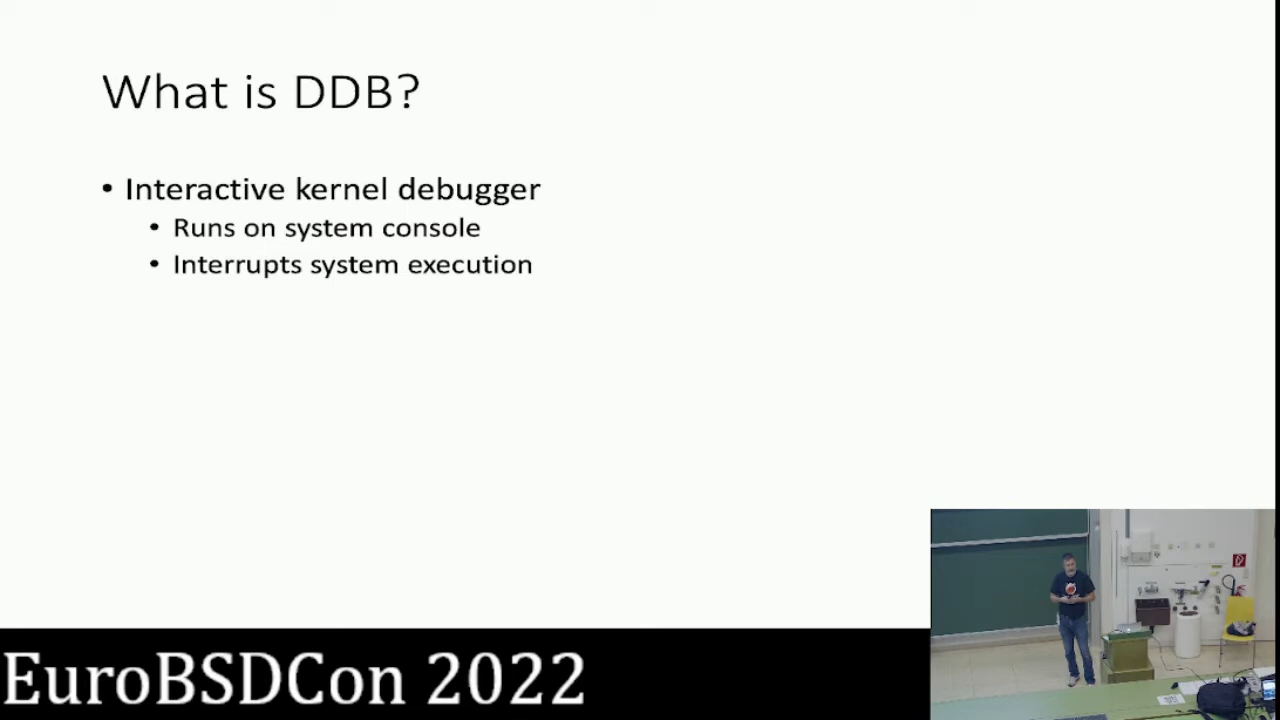 What is DDB?
• Interactive kernel debugger
• Runs on system console
• Interrupts system execution
EuroBSDCon 2022